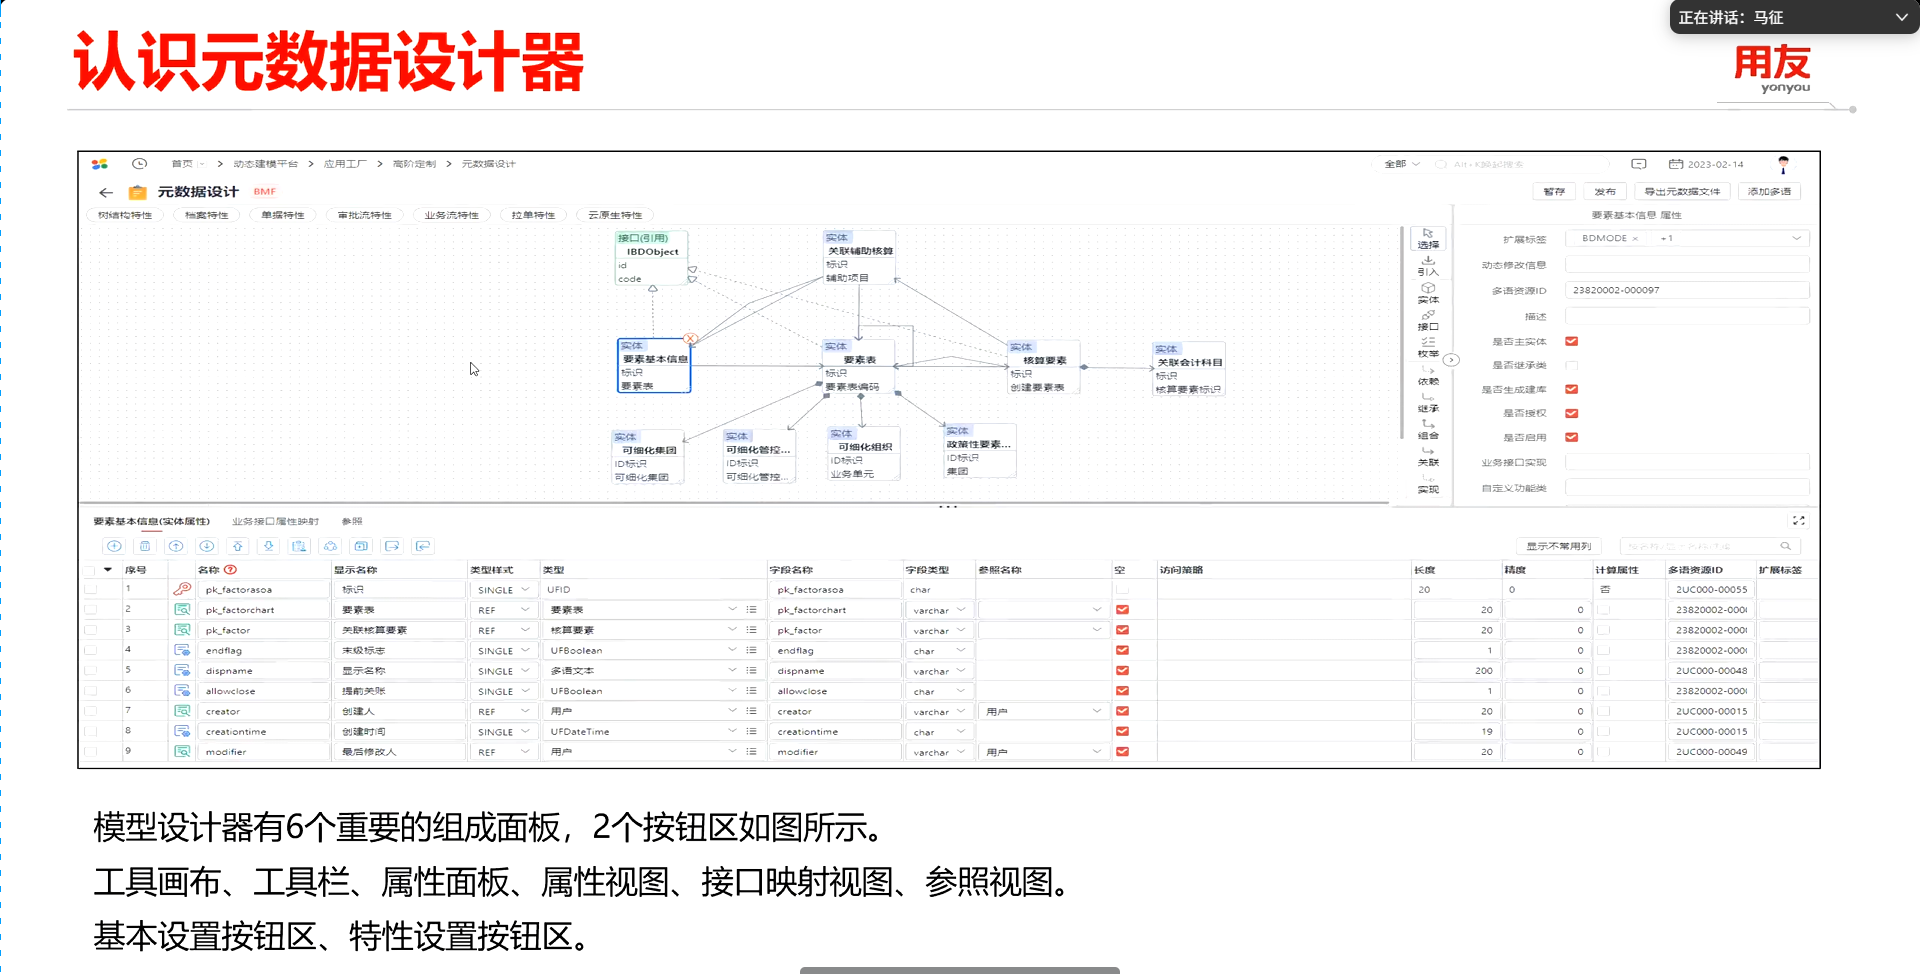 正在讲话：马征
认识元数据设计器
用友
yonyou
首页 > 动态建模平台 > 应用工厂 > 高阶定制 > 元数据设计
全部
Alt+K唤起搜索
2023-02-14
元数据设计 BMF
暂存 发布 导出元数据文件 添加多语
树结构特性 档案特性 单据特性 审批流特性 业务流特性 拉单特性 云原生特性
接口(引用)
IBDObject
id
code
实体
关联辅助核算
标识
辅助项目
实体
要素基本信息
标识
要素表
实体
要素表
标识
要素表编码
实体
核算要素
标识
创建要素表
实体
关联会计科目
标识
核算要素标识
实体
可细化集团
ID标识
可细化集团
实体
可细化管控...
ID标识
可细化管控...
实体
可细化组织
ID标识
业务单元
实体
政策性要素...
ID标识
集团
选择
引入
实体
接口
枚举
依赖
继承
组合
关联
实现
要素基本信息 属性
扩展标签 BDMODE × +1
动态修改信息
多语资源ID 23820002-000097
描述
是否主实体
是否继承类
是否生成建库
是否授权
是否启用
业务接口实现
自定义功能类
要素基本信息(实体属性) 业务接口属性映射 参照
显示不常用列
序号 名称 显示名称 类型样式 类型 字段名称 字段类型 参照名称 空 访问策略 长度 精度 计算属性 多语资源ID 扩展标签
1 pk_factorasoa 标识 SINGLE UFID pk_factorasoa char 20 0 否 2UC000-00055
2 pk_factorchart 要素表 REF 要素表 pk_factorchart varchar 20 0 23820002-000
3 pk_factor 关联核算要素 REF 核算要素 pk_factor varchar 20 0 23820002-000
4 endflag 末级标志 SINGLE UFBoolean endflag char 1 0 23820002-000
5 dispname 显示名称 SINGLE 多语文本 dispname varchar 200 0 2UC000-00048
6 allowclose 提前关账 SINGLE UFBoolean allowclose char 1 0 23820002-000
7 creator 创建人 REF 用户 creator varchar 用户 20 0 2UC000-00015
8 creationtime 创建时间 SINGLE UFDateTime creationtime char 19 0 2UC000-00015
9 modifier 最后修改人 REF 用户 modifier varchar 用户 20 0 2UC000-00049
模型设计器有6个重要的组成面板，2个按钮区如图所示。
工具画布、工具栏、属性面板、属性视图、接口映射视图、参照视图。
基本设置按钮区、特性设置按钮区。